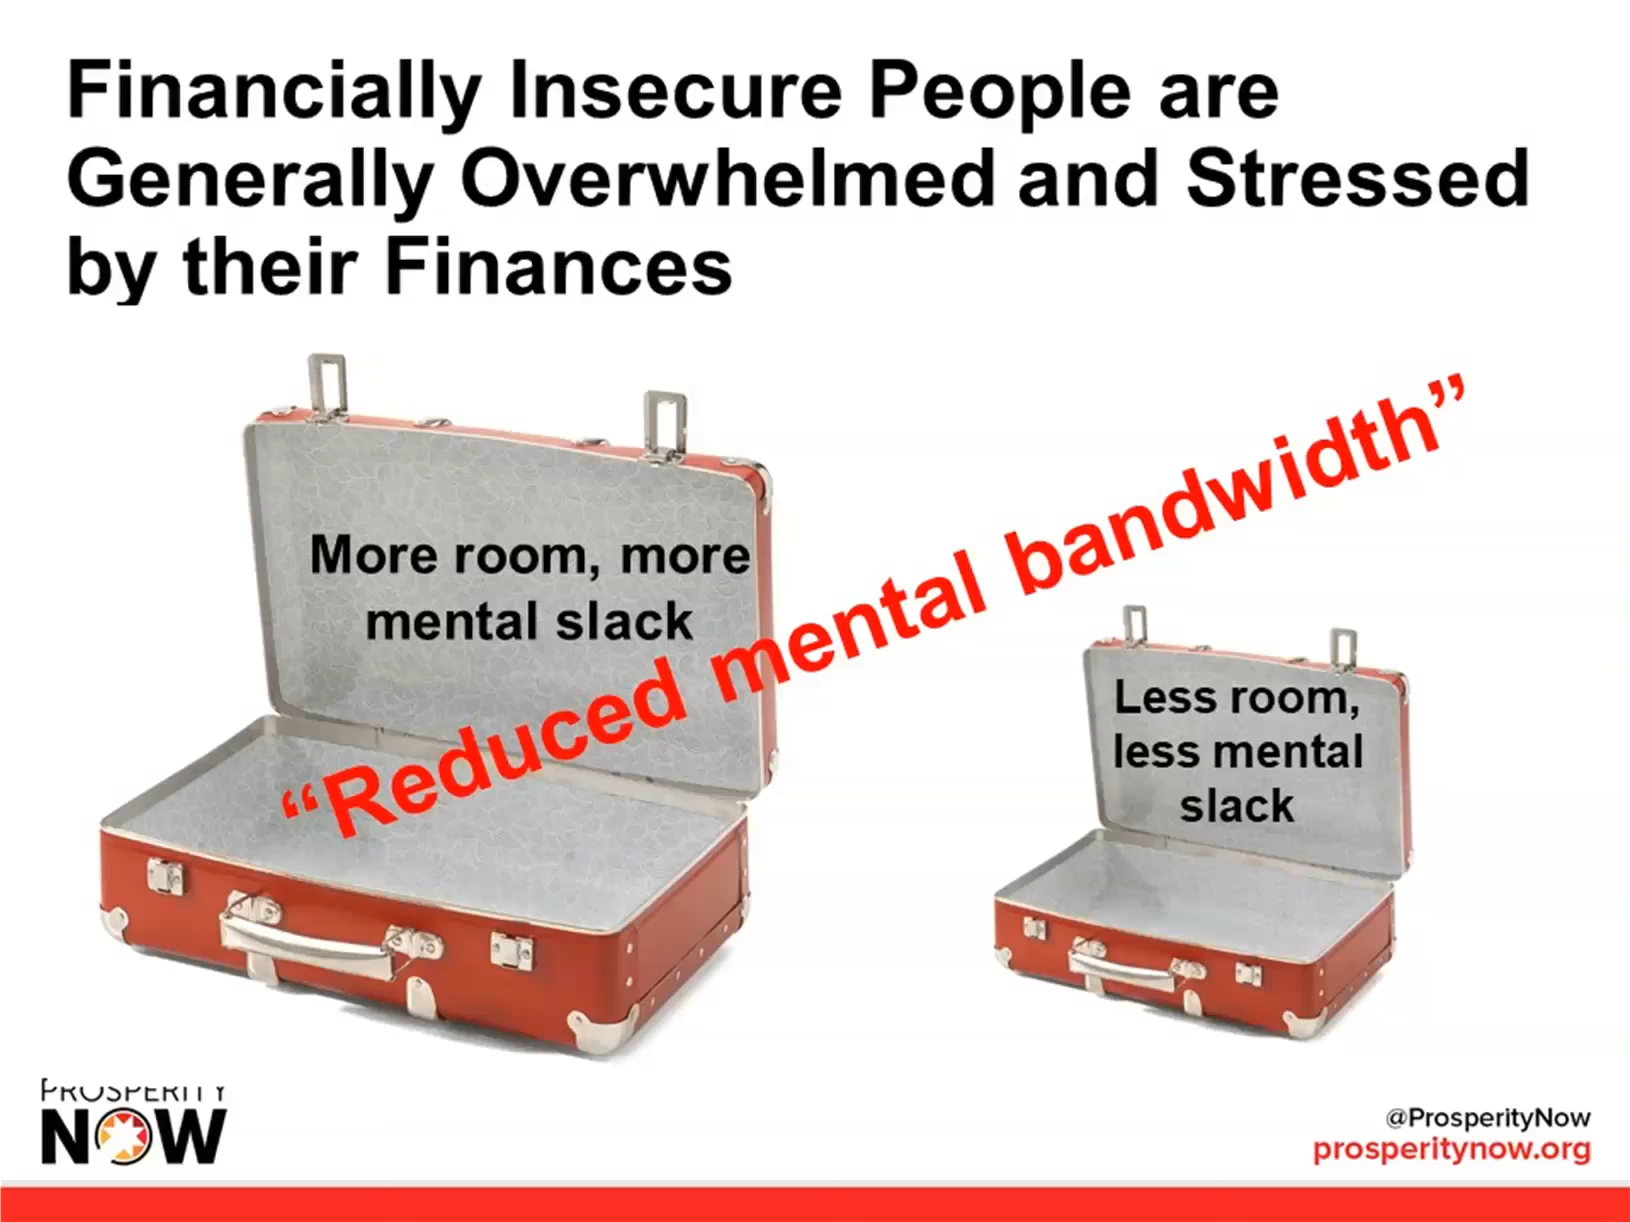 Financially Insecure People are
Generally Overwhelmed and Stressed
by their Finances
More room, more
mental slack
“Reduced mental bandwidth”
Less room,
less mental
slack
PROSPERITY
NOW
@ProsperityNow
prosperitynow.org